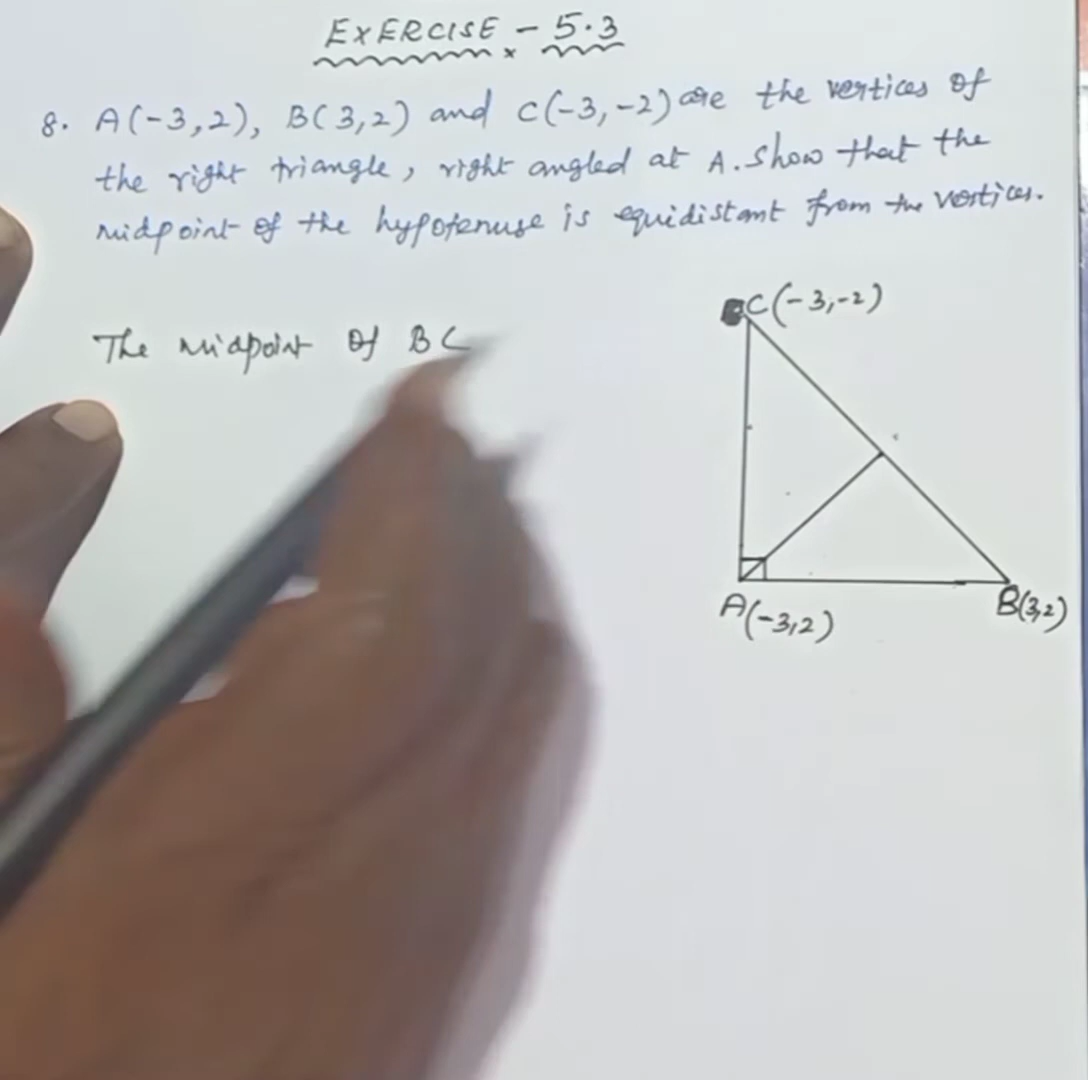 EXERCISE - 5.3
8. A(-3,2), B(3,2) and C(-3,-2) are the vertices of
the right triangle, right angled at A. Show that the
midpoint of the hypotenuse is equidistant from the vertices.
The midpoint of BC
C(-3,-2)
A(-3,2)
B(3,2)